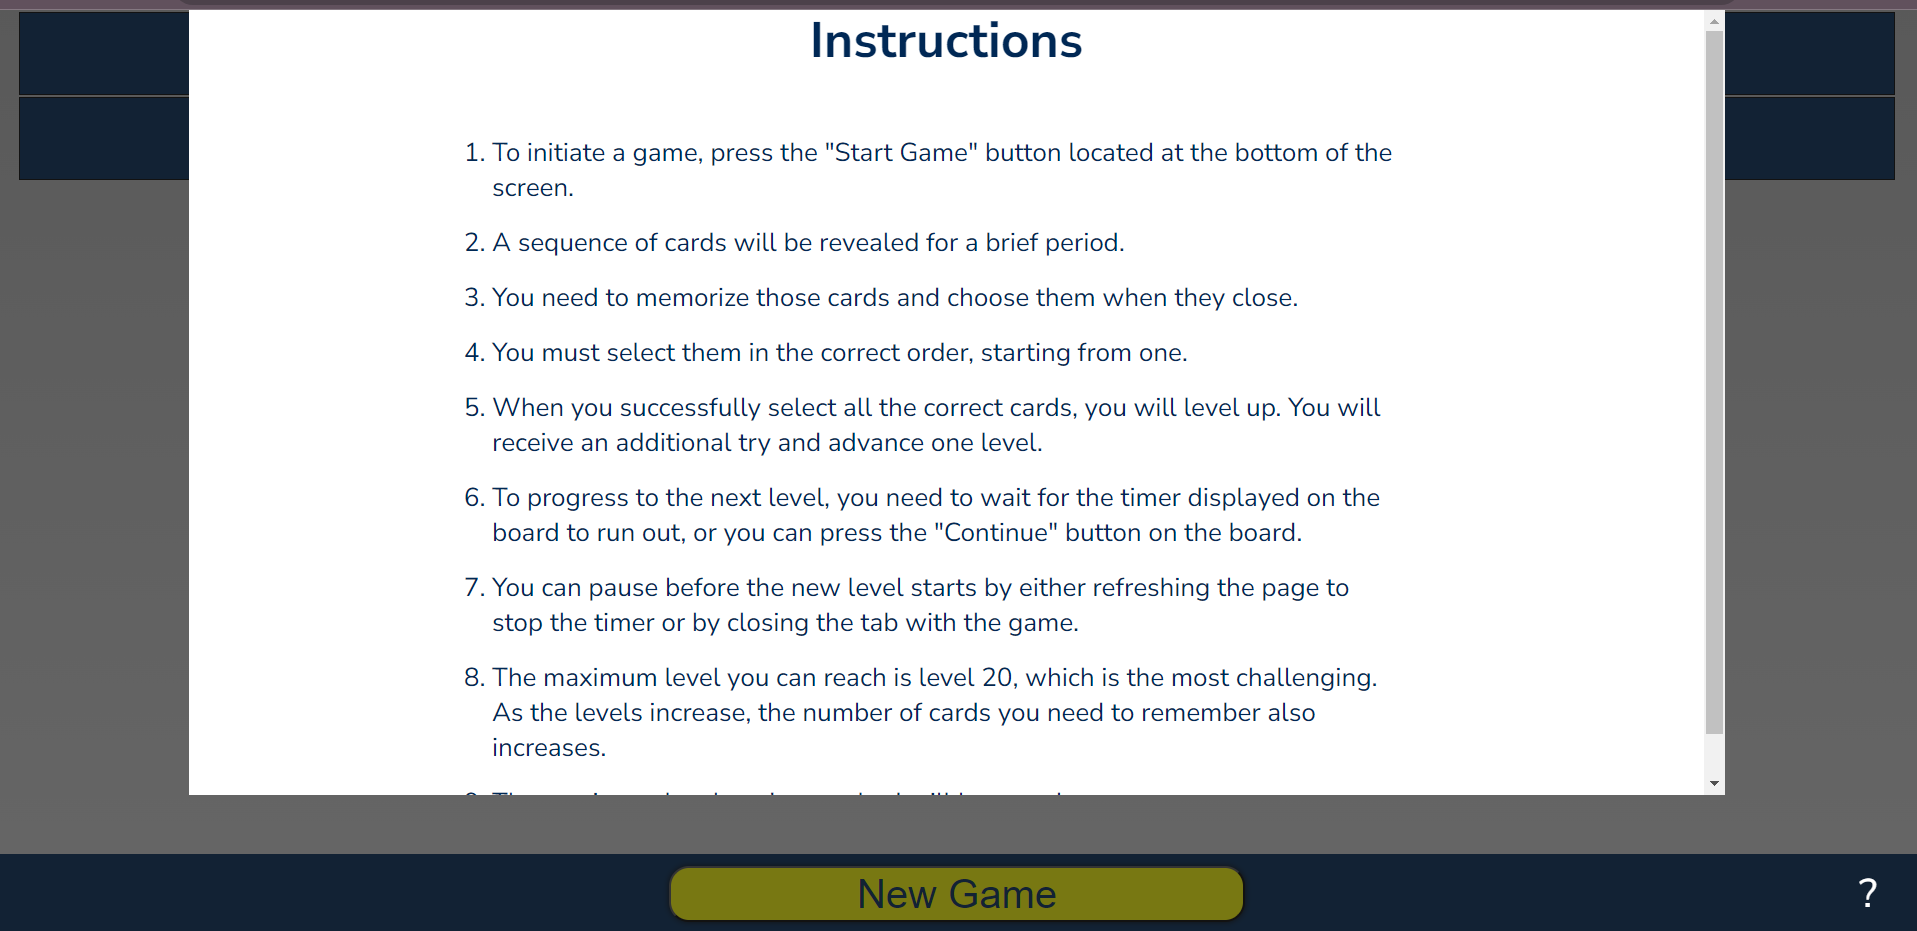 Instructions
1. To initiate a game, press the "Start Game" button located at the bottom of the
screen.
2. A sequence of cards will be revealed for a brief period.
3. You need to memorize those cards and choose them when they close.
4. You must select them in the correct order, starting from one.
5. When you successfully select all the correct cards, you will level up. You will
receive an additional try and advance one level.
6. To progress to the next level, you need to wait for the timer displayed on the
board to run out, or you can press the "Continue" button on the board.
7. You can pause before the new level starts by either refreshing the page to
stop the timer or by closing the tab with the game.
8. The maximum level you can reach is level 20, which is the most challenging.
As the levels increase, the number of cards you need to remember also
increases.
New Game
?